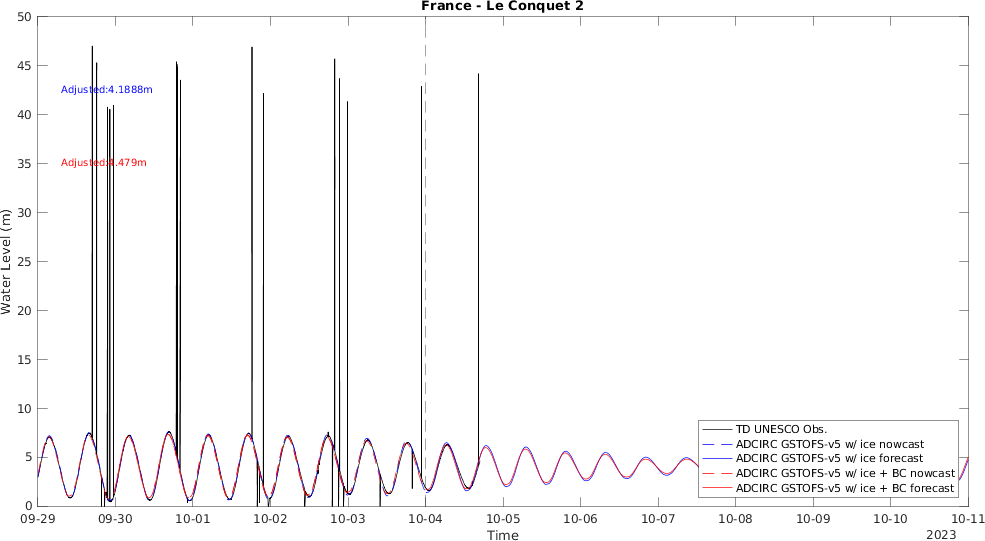 France - Le Conquet 2
50
45
40
35
30
25
20
15
10
5
0
Water Level (m)
Adjusted:4.1888m
Adjusted:4.479m
TD UNESCO Obs.
ADCIRC GSTOFS-v5 w/ ice nowcast
ADCIRC GSTOFS-v5 w/ ice forecast
ADCIRC GSTOFS-v5 w/ ice + BC nowcast
ADCIRC GSTOFS-v5 w/ ice + BC forecast
09-29 09-30 10-01 10-02 10-03 10-04 10-05 10-06 10-07 10-08 10-09 10-10 10-11
Time
2023